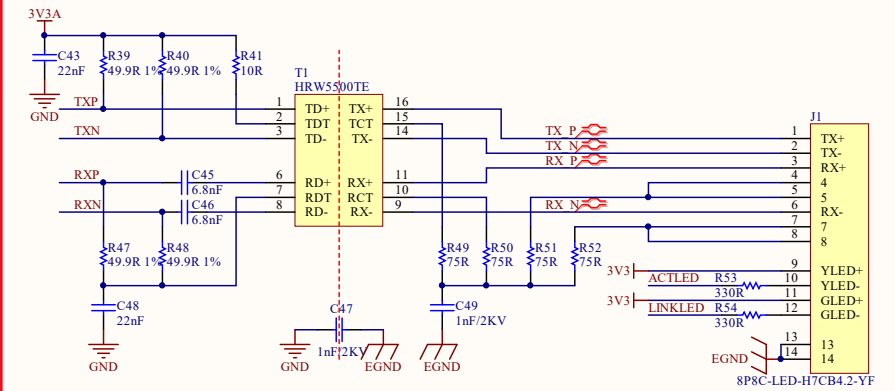 3V3A
C43
22nF
GND
R39
49.9R 1%
R40
49.9R 1%
R41
10R
TXP
TXN
RXP
RXN
C45
6.8nF
C46
6.8nF
R47
49.9R 1%
R48
49.9R 1%
C48
22nF
GND
T1
HRW5500TE
1 TD+ TX+ 16
2 TDT TCT 15
3 TD- TX- 14
6 RD+ RX+ 11
7 RDT RCT 10
8 RD- RX- 9
C47
1nF/2KV
GND
EGND
R49
75R
R50
75R
R51
75R
R52
75R
C49
1nF/2KV
EGND
TX_P
TX_N
RX_P
RX_N
3V3
ACTLED
R53
330R
3V3
LINKLED
R54
330R
EGND
J1
1 TX+
2 TX-
3 RX+
4 4
5 5
6 RX-
7 7
8 8
9 YLED+
10 YLED-
11 GLED+
12 GLED-
13 13
14 14
8P8C-LED-H7CB4.2-YF